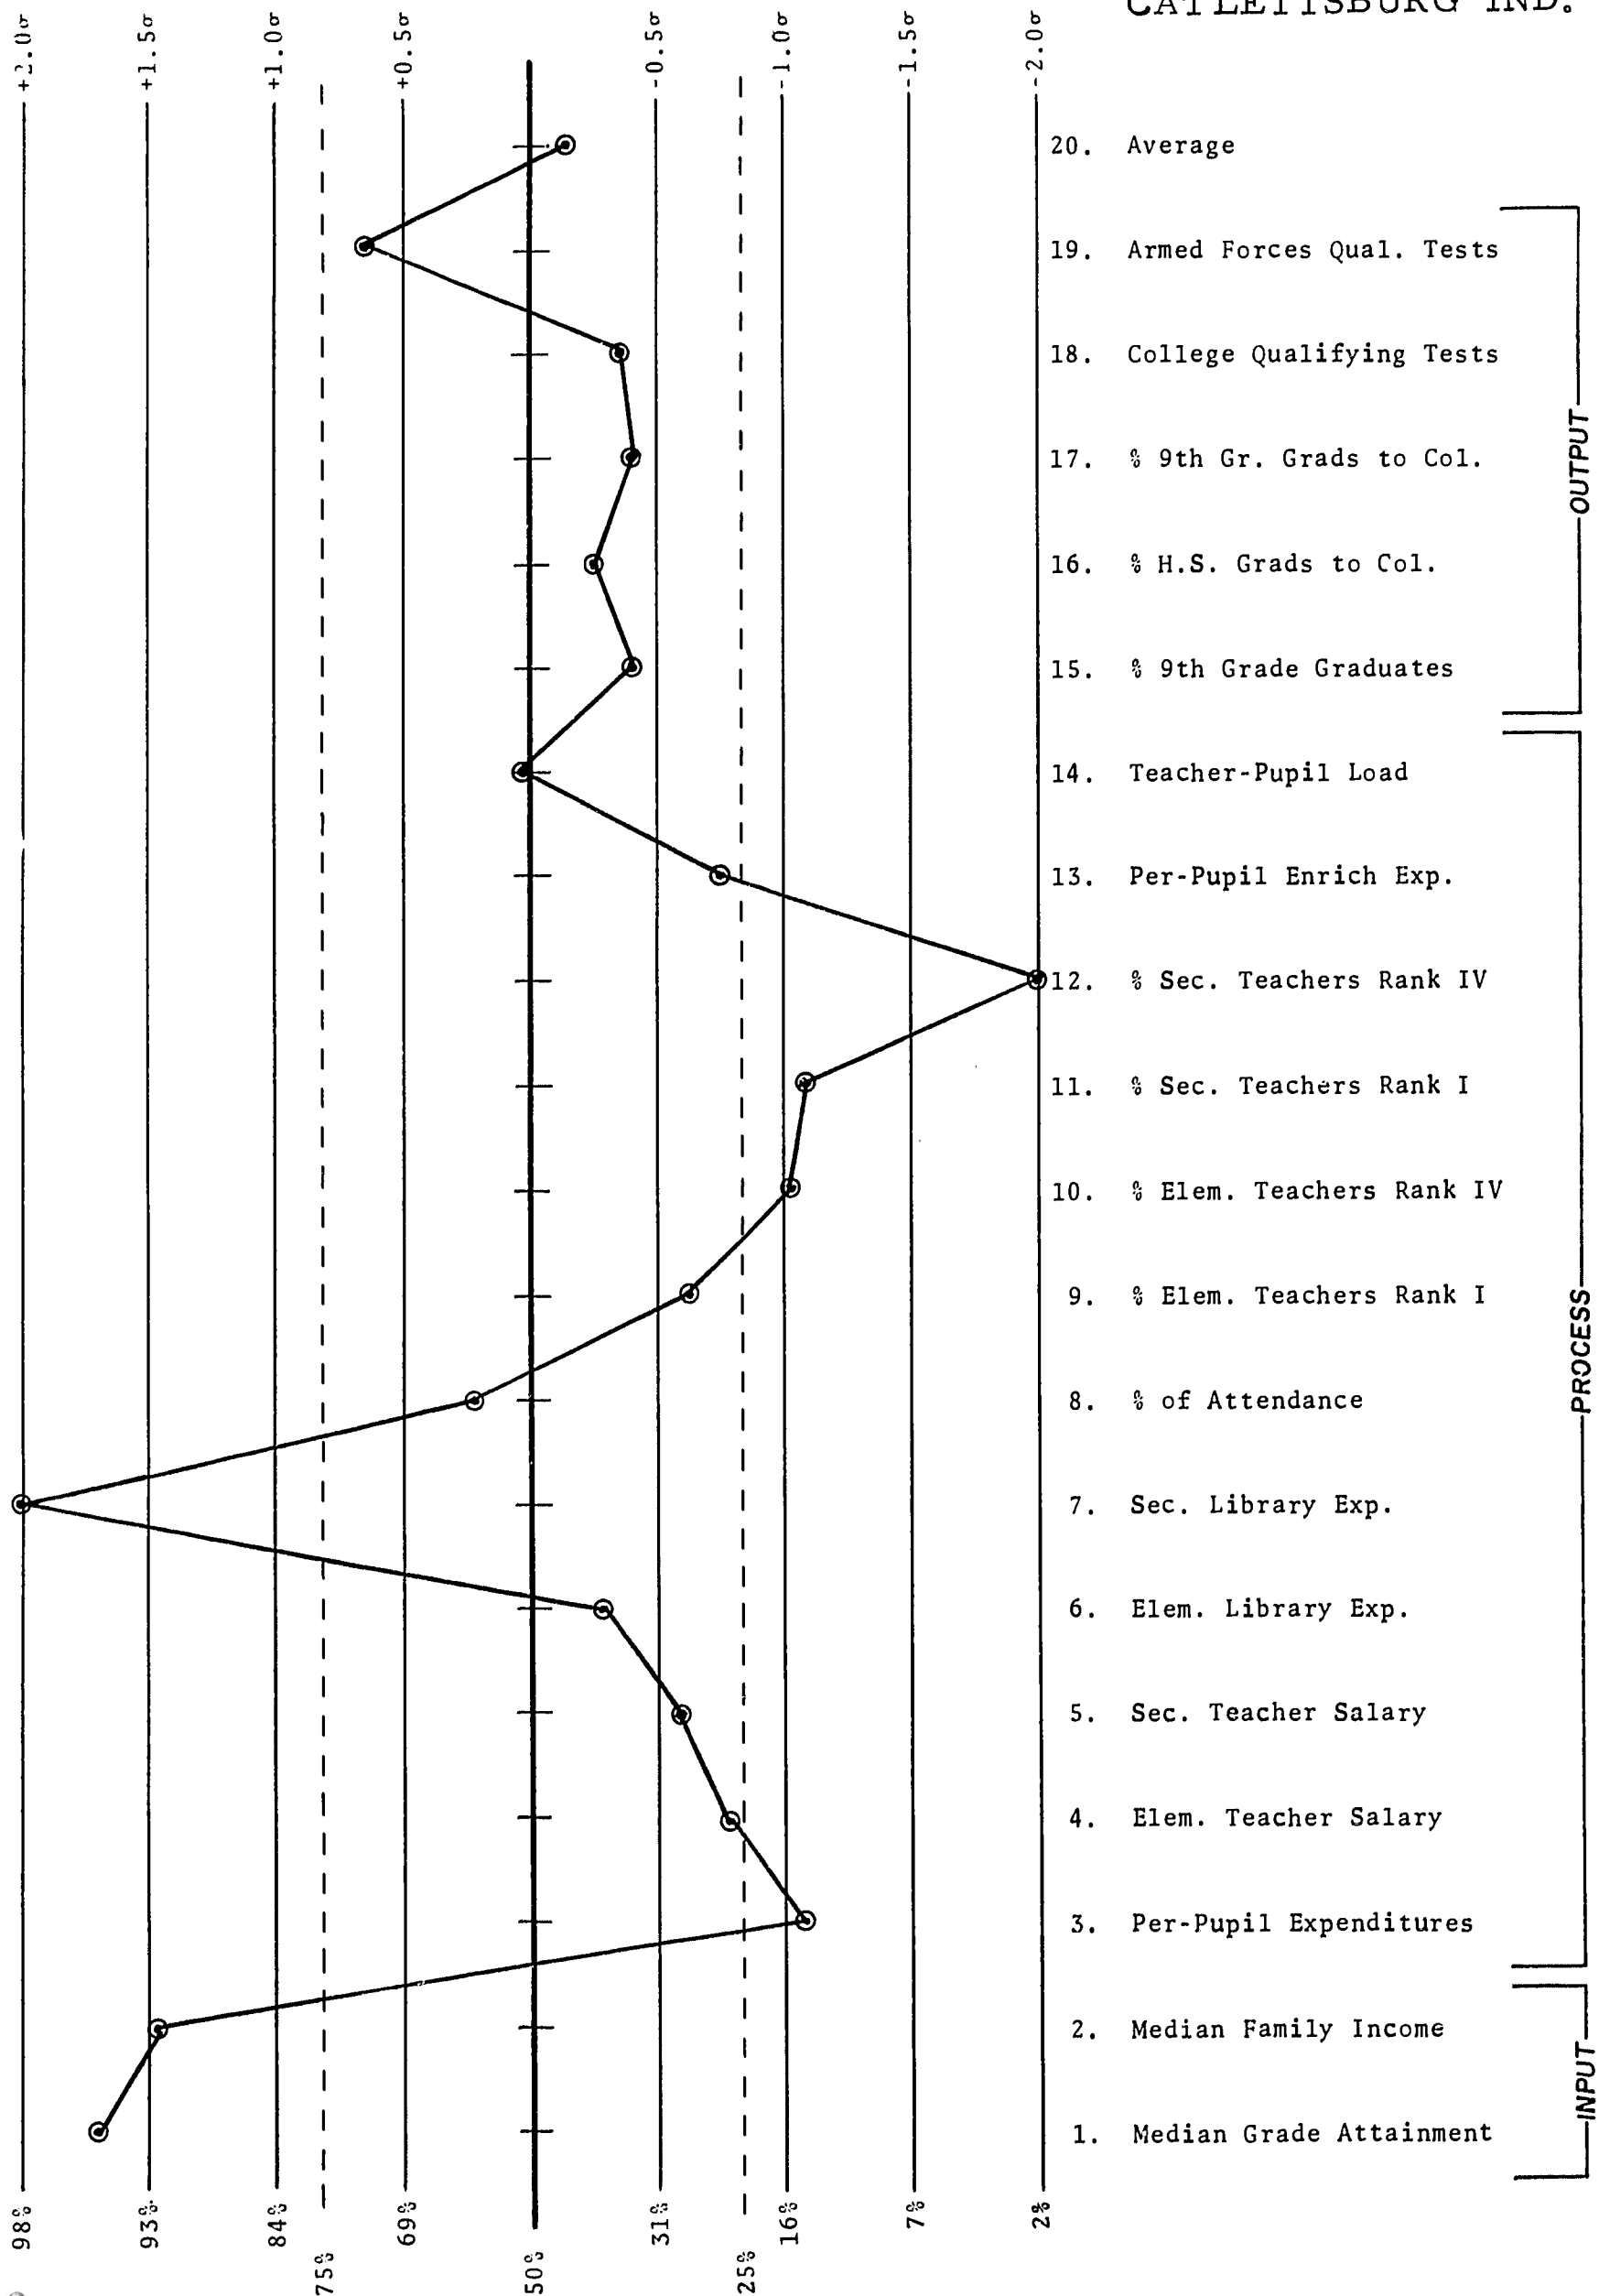 CATLETTSBURG IND.
+2.0σ
+1.5σ
+1.0σ
+0.5σ
-0.5σ
-1.0σ
-1.5σ
-2.0σ
20. Average
19. Armed Forces Qual. Tests
18. College Qualifying Tests
17. % 9th Gr. Grads to Col.
16. % H.S. Grads to Col.
15. % 9th Grade Graduates
OUTPUT
14. Teacher-Pupil Load
13. Per-Pupil Enrich Exp.
12. % Sec. Teachers Rank IV
11. % Sec. Teachers Rank I
10. % Elem. Teachers Rank IV
9. % Elem. Teachers Rank I
8. % of Attendance
7. Sec. Library Exp.
6. Elem. Library Exp.
5. Sec. Teacher Salary
4. Elem. Teacher Salary
3. Per-Pupil Expenditures
PROCESS
2. Median Family Income
1. Median Grade Attainment
INPUT
98%
93%
84%
75%
69%
50%
31%
25%
16%
7%
2%